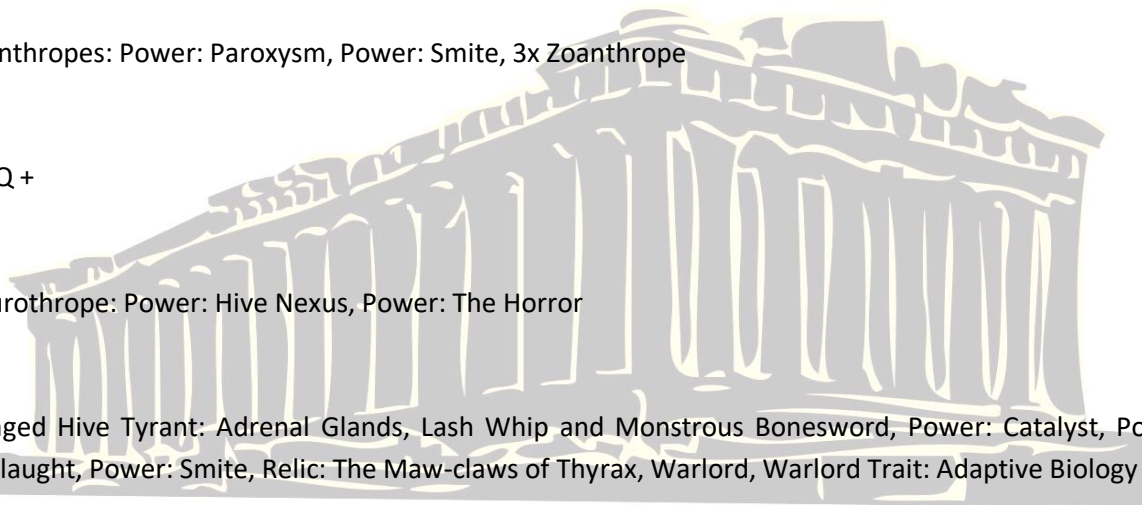 nthropes: Power: Paroxysm, Power: Smite, 3x Zoanthrope
Q +
rothrope: Power: Hive Nexus, Power: The Horror
nged Hive Tyrant: Adrenal Glands, Lash Whip and Monstrous Bonesword, Power: Catalyst, Po
laught, Power: Smite, Relic: The Maw-claws of Thyrax, Warlord, Warlord Trait: Adaptive Biology